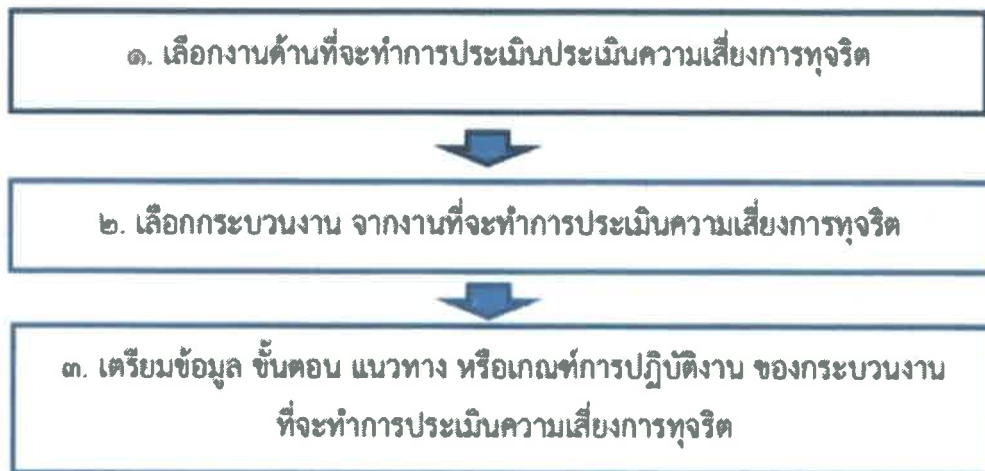 ๑. เลือกงานด้านที่จะทำการประเมินประเมินความเสี่ยงการทุจริต
๒. เลือกกระบวนงาน จากงานที่จะทำการประเมินความเสี่ยงการทุจริต
๓. เตรียมข้อมูล ขั้นตอน แนวทาง หรือเกณฑ์การปฏิบัติงาน ของกระบวนงาน
ที่จะทำการประเมินความเสี่ยงการทุจริต